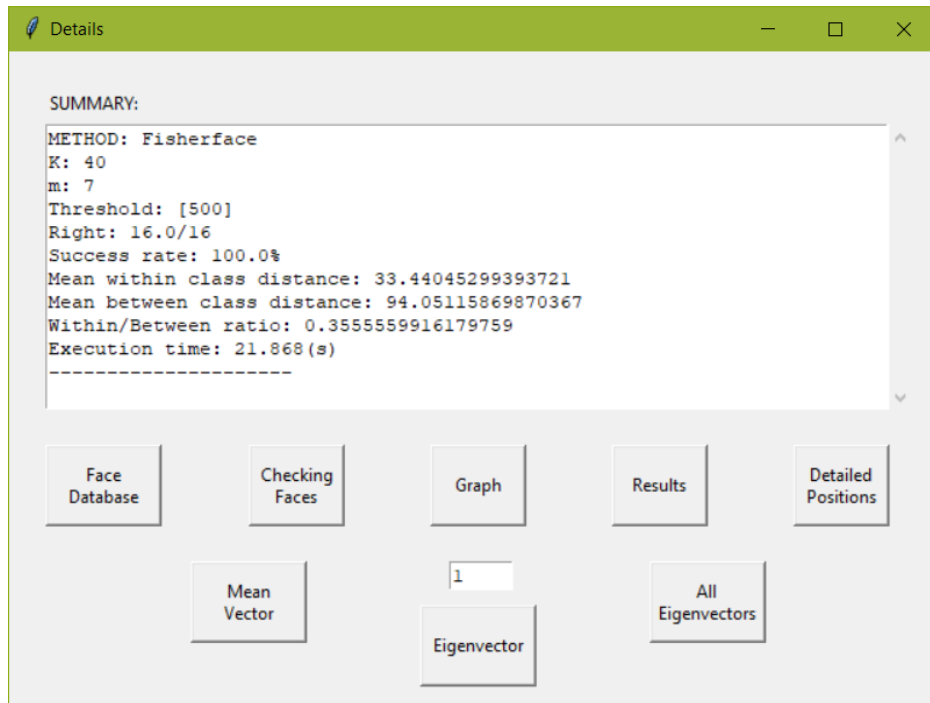 Details
SUMMARY:
METHOD: Fisherface
K: 40
m: 7
Threshold: [500]
Right: 16.0/16
Success rate: 100.0%
Mean within class distance: 33.44045299393721
Mean between class distance: 94.05115869870367
Within/Between ratio: 0.3555559916179759
Execution time: 21.868(s)
---------------------
Face
Database
Checking
Faces
Graph
Results
Detailed
Positions
Mean
Vector
1
Eigenvector
All
Eigenvectors